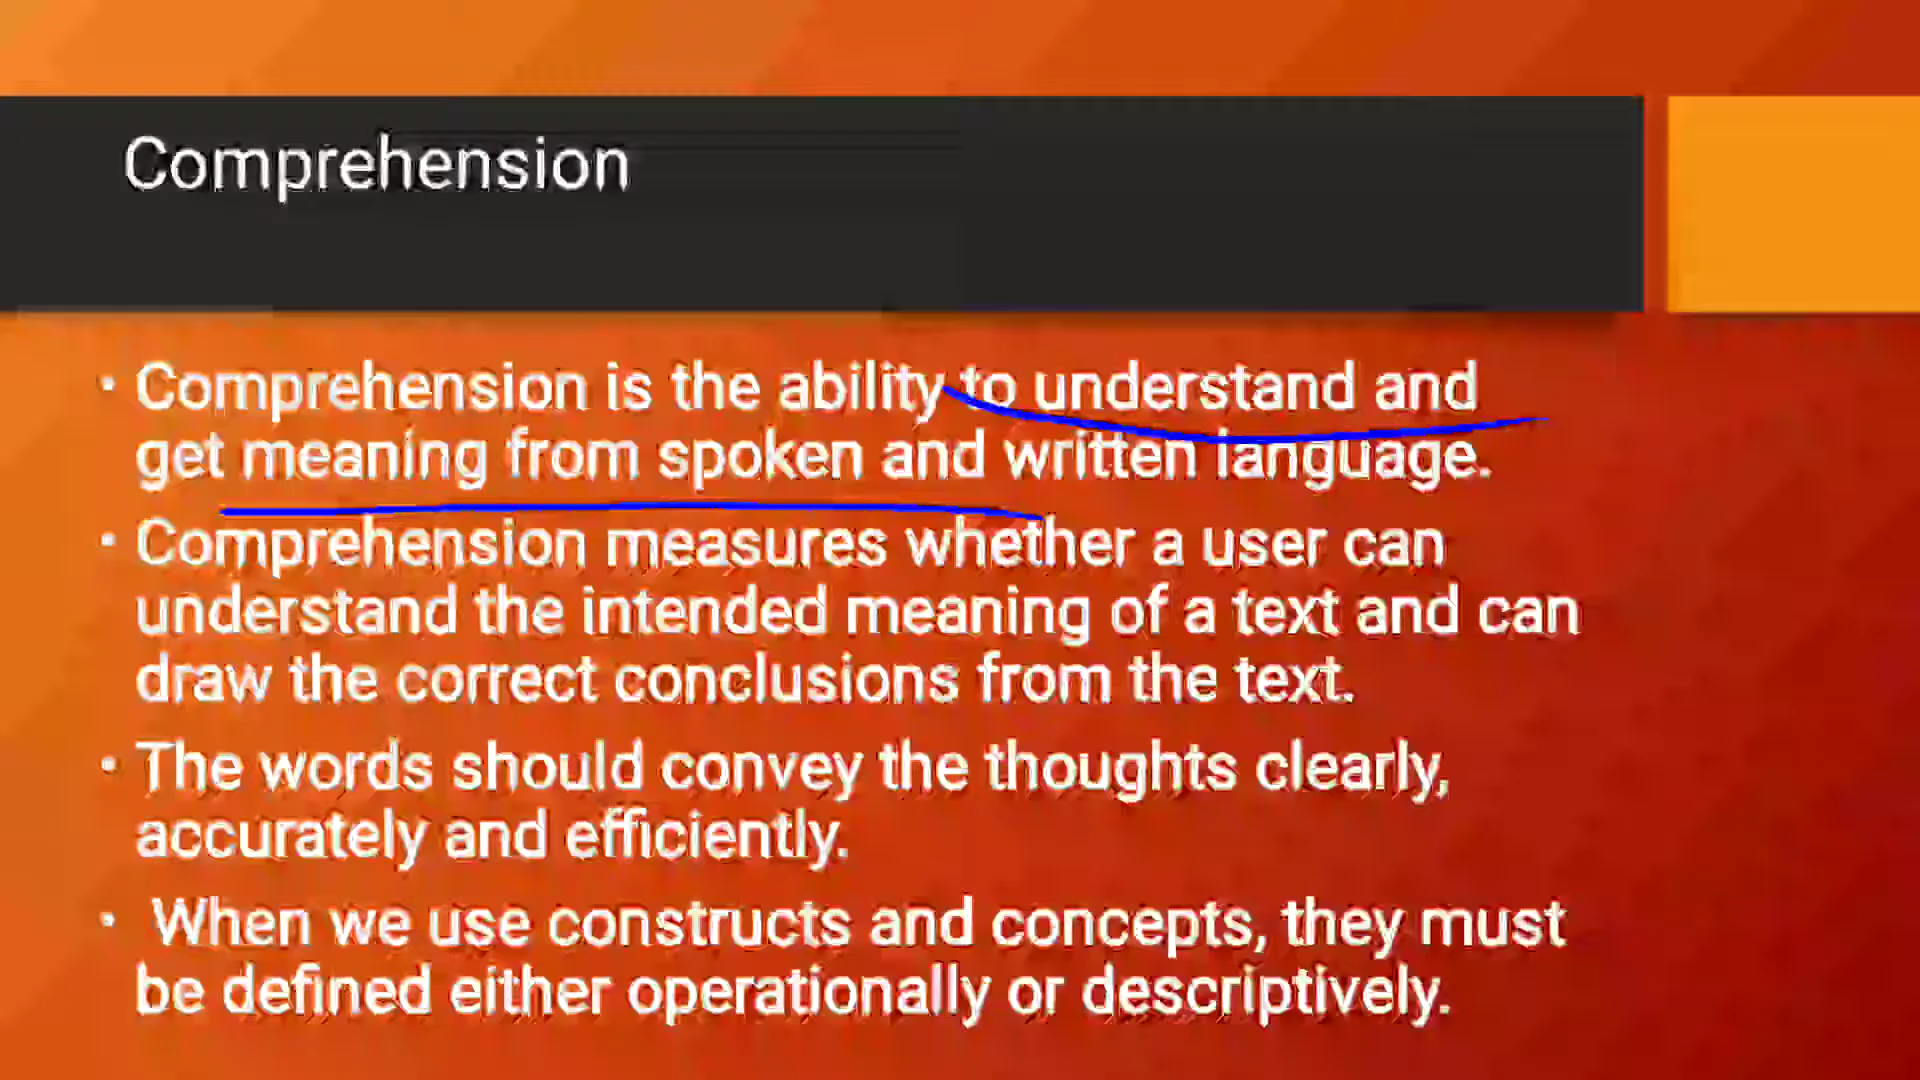 Comprehension
• Comprehension is the ability to understand and
get meaning from spoken and written language.
• Comprehension measures whether a user can
understand the intended meaning of a text and can
draw the correct conclusions from the text.
• The words should convey the thoughts clearly,
accurately and efficiently.
• When we use constructs and concepts, they must
be defined either operationally or descriptively.